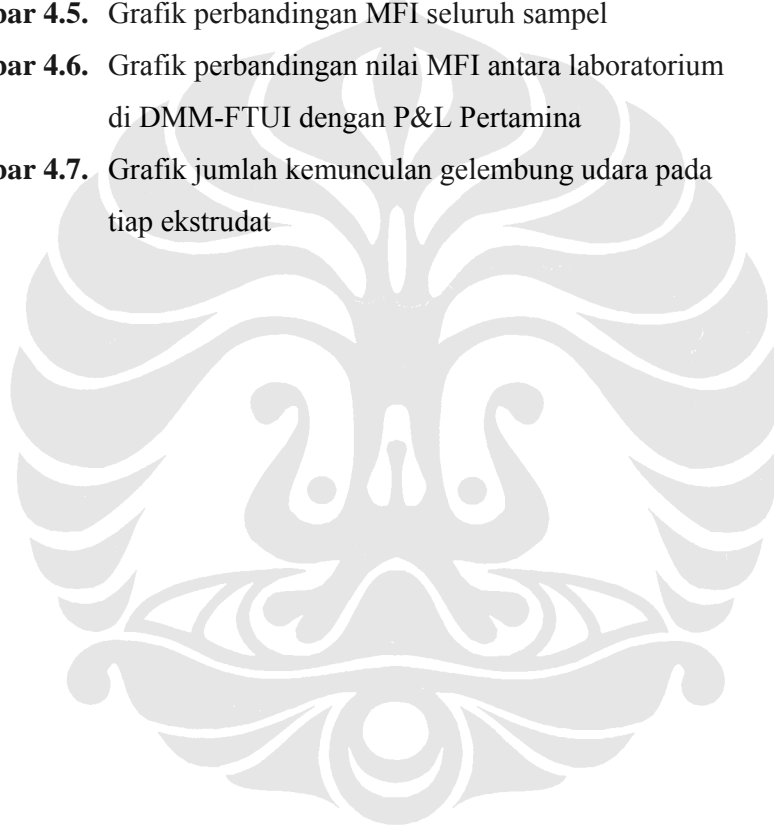 bar 4.5. Grafik perbandingan MFI seluruh sampel
bar 4.6. Grafik perbandingan nilai MFI antara laboratorium
di DMM-FTUI dengan P&L Pertamina
bar 4.7. Grafik jumlah kemunculan gelembung udara pada
tiap ekstrudat